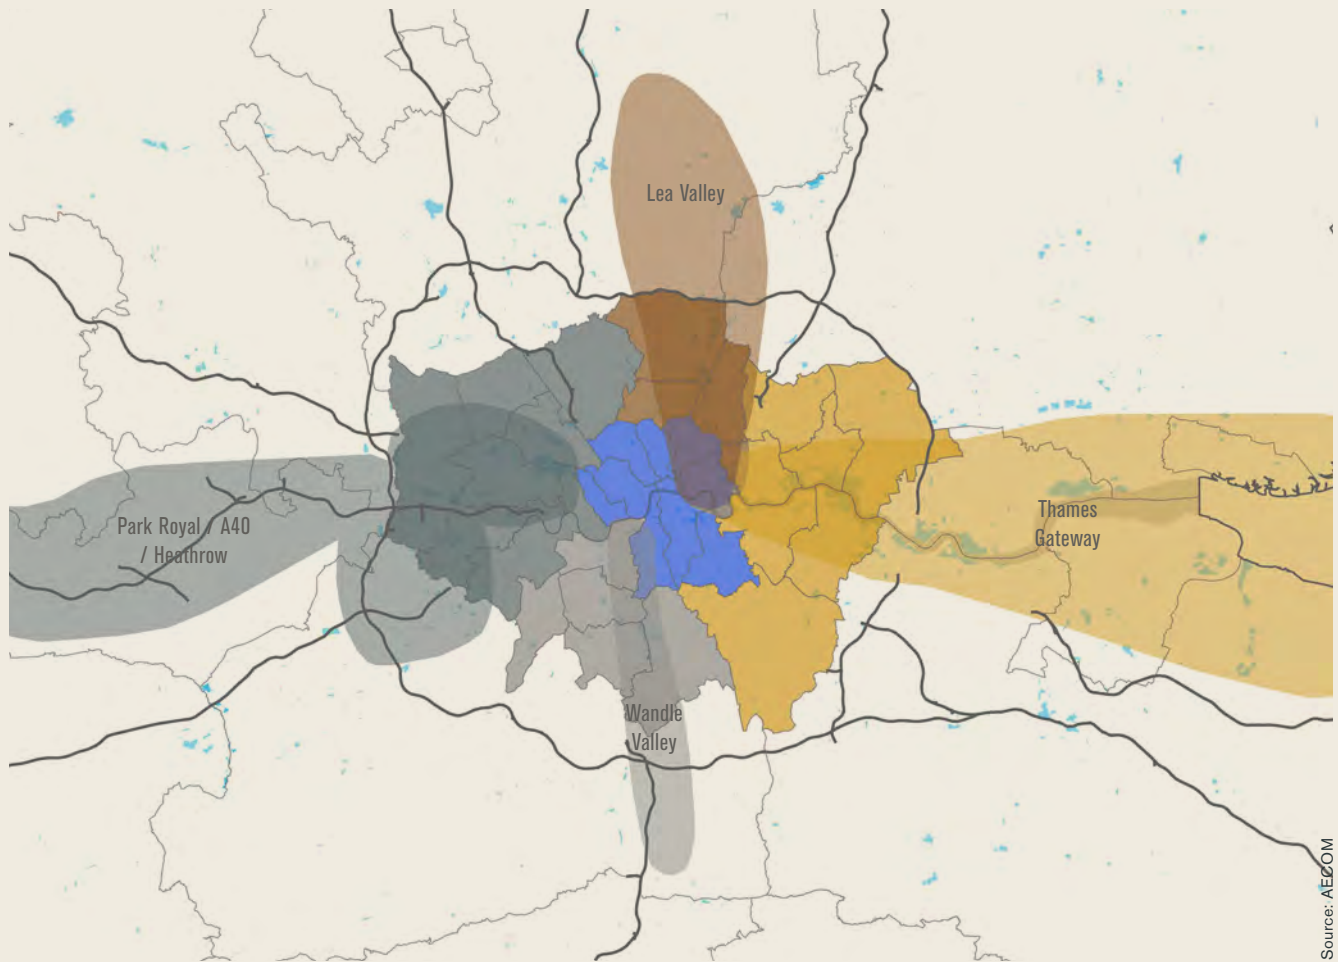 Lea Valley
Park Royal / A40
/ Heathrow
Thames
Gateway
Wandle
Valley
Source: AECOM